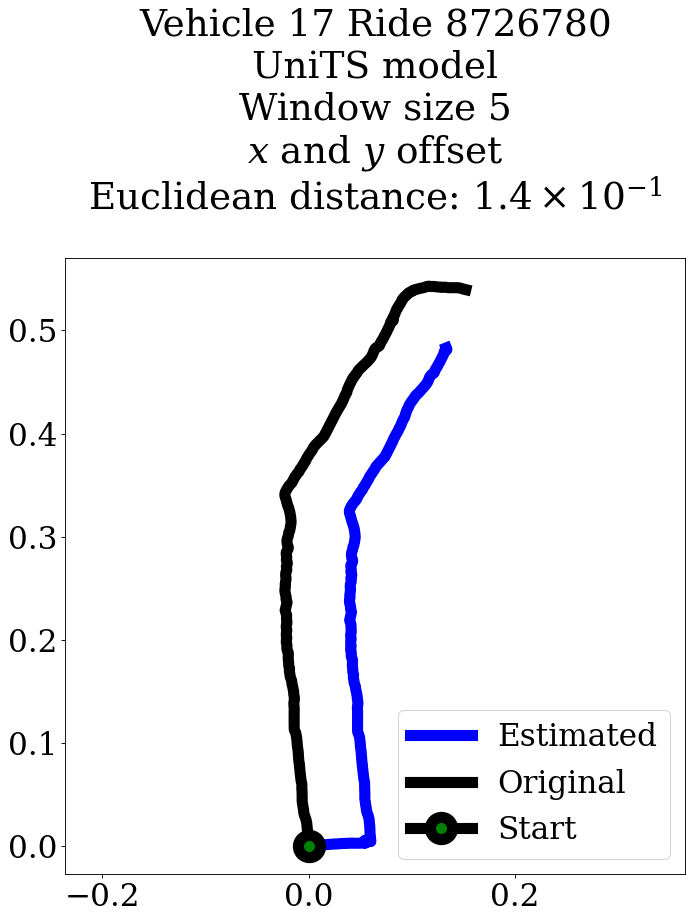 Vehicle 17 Ride 8726780
UniTS model
Window size 5
x and y offset
Euclidean distance: 1.4 × 10⁻¹
0.5
0.4
0.3
0.2
0.1
0.0
Estimated
Original
Start
−0.2
0.0
0.2